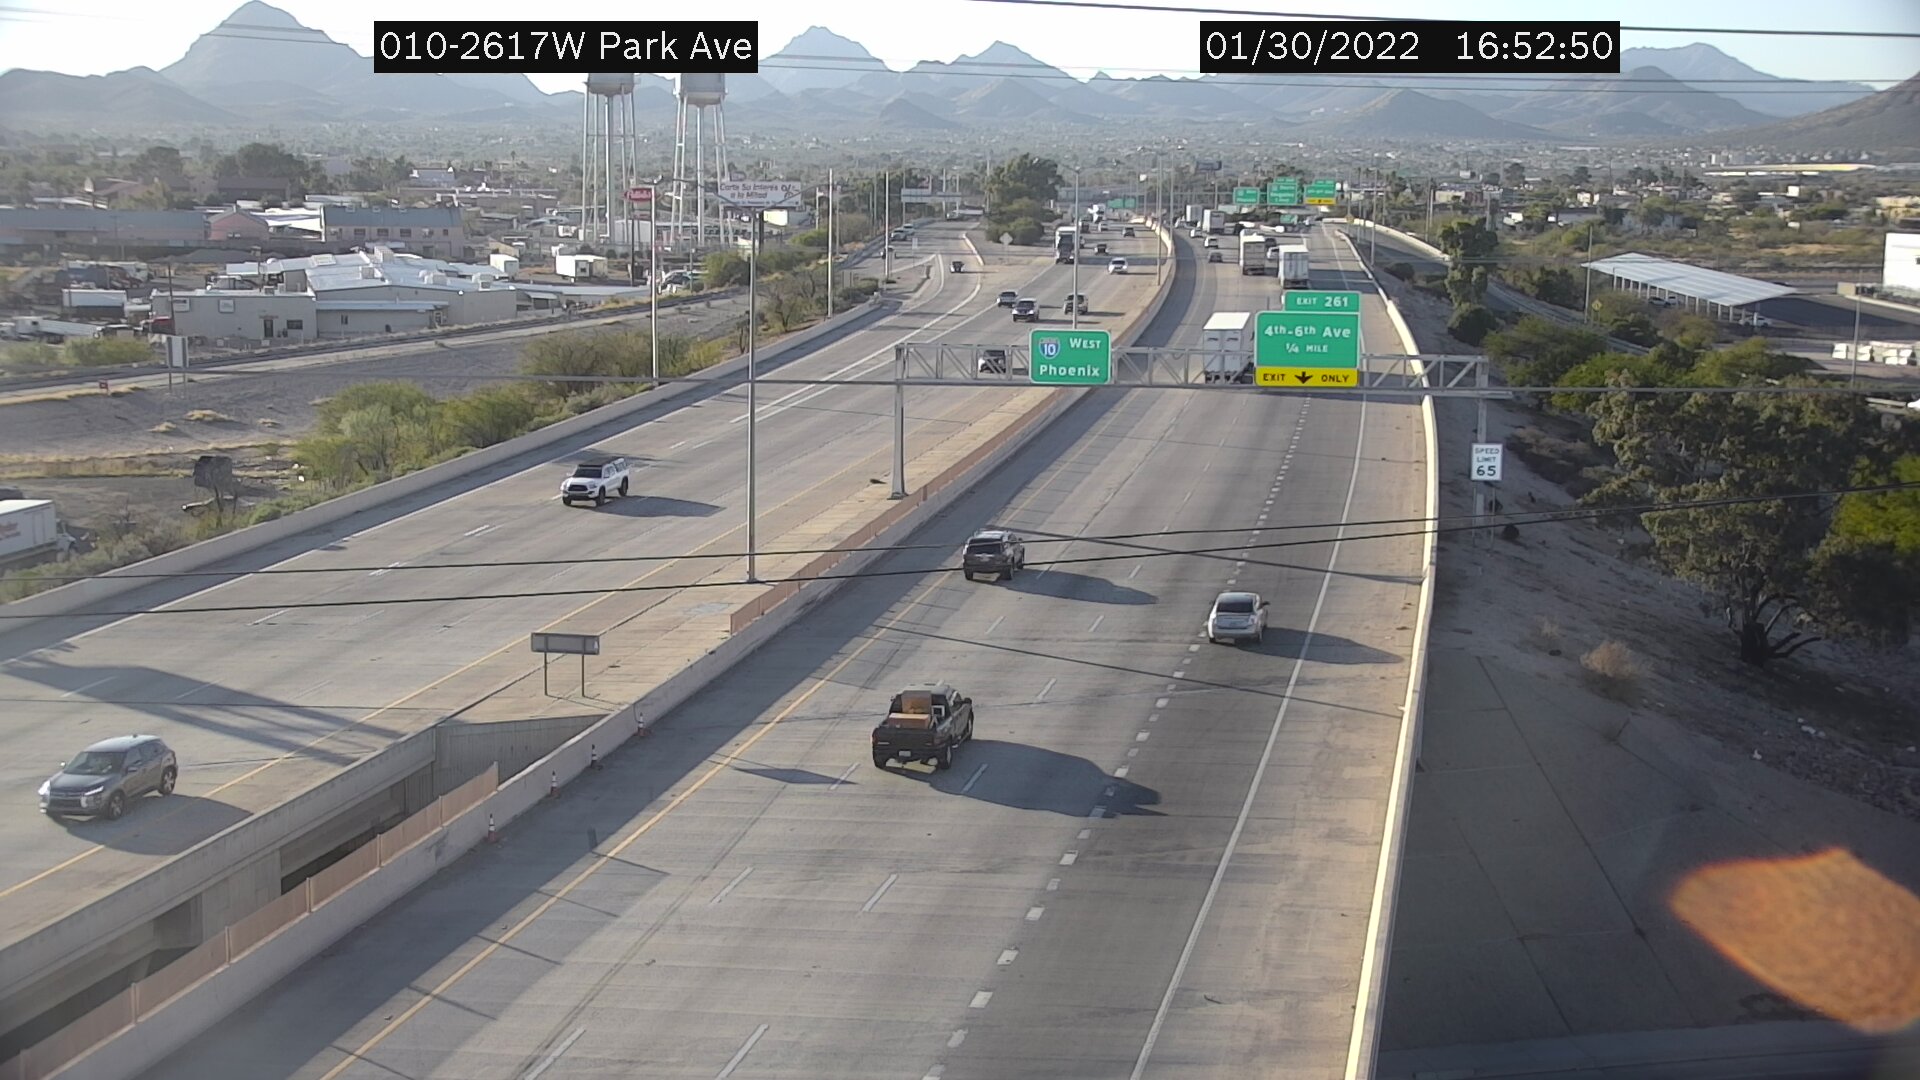 010-2617W Park Ave
01/30/2022 16:52:50
EXIT 261
4th-6th Ave
1/4 MILE
EXIT ONLY
10
WEST
Phoenix
SPEED
LIMIT
65